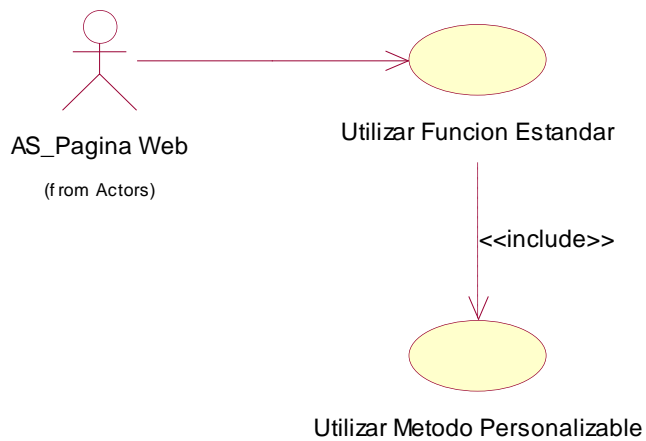 AS_Pagina Web
(from Actors)
Utilizar Funcion Estandar
<<include>>
Utilizar Metodo Personalizable